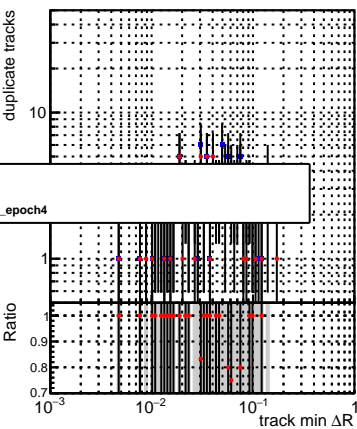 duplicate tracks
10
_epoch4
1
Ratio
1
0.9
0.8
0.7
10⁻³ 10⁻² 10⁻¹ 1
track min ΔR